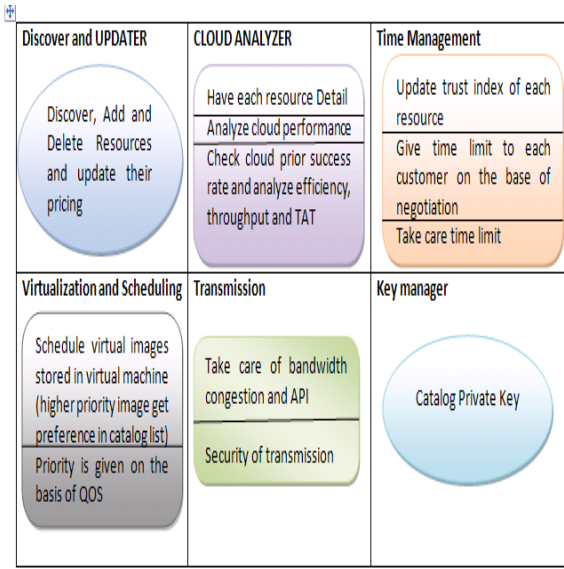 Discover and UPDATER
Discover, Add and
Delete Resources
and update their
pricing
CLOUD ANALYZER
Have each resource Detail
Analyze cloud performance
Check cloud prior success
rate and analyze efficiency,
throughput and TAT
Time Management
Update trust index of each
resource
Give time limit to each
customer on the base of
negotiation
Take care time limit
Virtualization and Scheduling
Schedule virtual images
stored in virtual machine
(higher priority image get
preference in catalog list)
Priority is given on the
basis of QOS
Transmission
Take care of bandwidth
congestion and API
Security of transmission
Key manager
Catalog Private Key